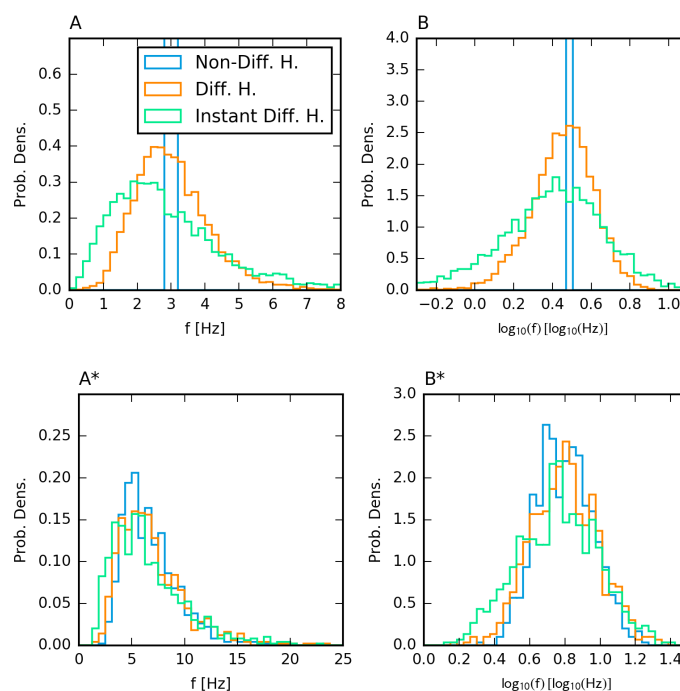 A
B
0.7
0.6
0.5
0.4
0.3
0.2
0.1
0.0
Prob. Dens.
Non-Diff. H.
Diff. H.
Instant Diff. H.
0 1 2 3 4 5 6 7 8
f [Hz]
4.0
3.5
3.0
2.5
2.0
1.5
1.0
0.5
0.0
Prob. Dens.
−0.2 0.0 0.2 0.4 0.6 0.8 1.0
log₁₀(f) [log₁₀(Hz)]
A*
B*
0.25
0.20
0.15
0.10
0.05
0.00
Prob. Dens.
0 5 10 15 20 25
f [Hz]
3.0
2.5
2.0
1.5
1.0
0.5
0.0
Prob. Dens.
0.0 0.2 0.4 0.6 0.8 1.0 1.2 1.4
log₁₀(f) [log₁₀(Hz)]